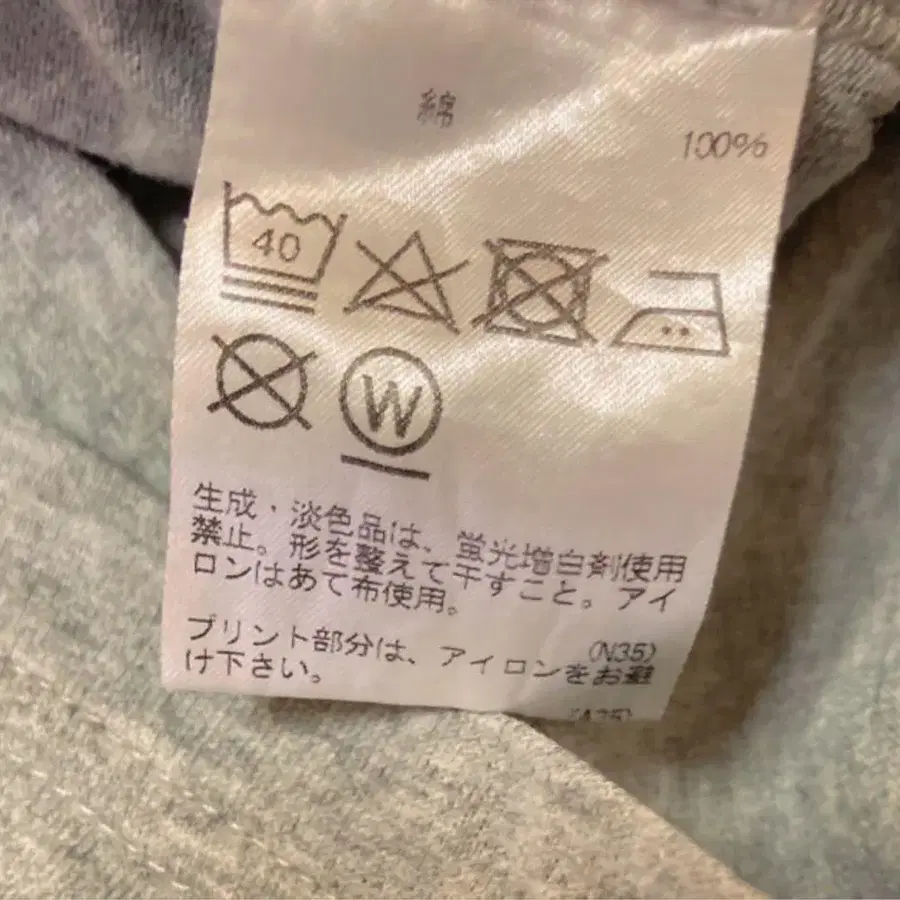 綿
100%
40
W
生成・淡色品は、蛍光増白剤使用
禁止。形を整えて干すこと。アイ
ロンはあて布使用。
(N35)
プリント部分は、アイロンをお避
け下さい。